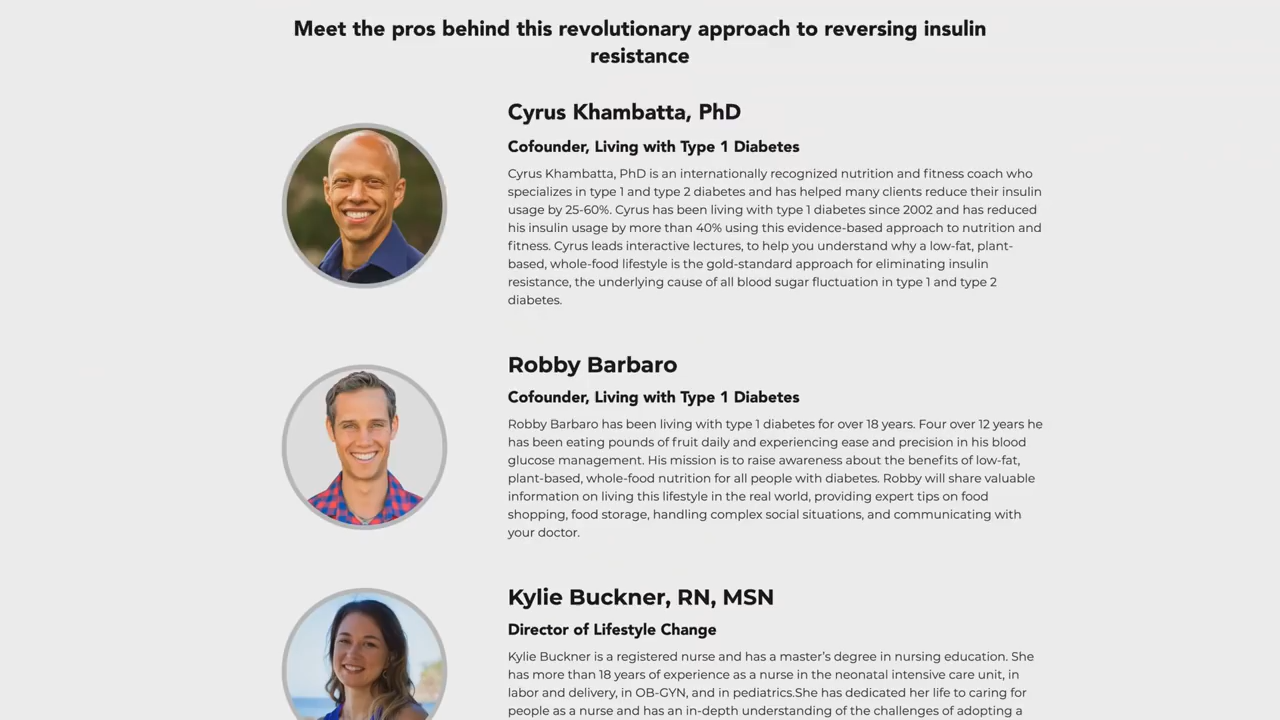 Meet the pros behind this revolutionary approach to reversing insulin
resistance
Cyrus Khambatta, PhD
Cofounder, Living with Type 1 Diabetes
Cyrus Khambatta, PhD is an internationally recognized nutrition and fitness coach who
specializes in type 1 and type 2 diabetes and has helped many clients reduce their insulin
usage by 25-60%. Cyrus has been living with type 1 diabetes since 2002 and has reduced
his insulin usage by more than 40% using this evidence-based approach to nutrition and
fitness. Cyrus leads interactive lectures, to help you understand why a low-fat, plant-
based, whole-food lifestyle is the gold-standard approach for eliminating insulin
resistance, the underlying cause of all blood sugar fluctuation in type 1 and type 2
diabetes.
Robby Barbaro
Cofounder, Living with Type 1 Diabetes
Robby Barbaro has been living with type 1 diabetes for over 18 years. Four over 12 years he
has been eating pounds of fruit daily and experiencing ease and precision in his blood
glucose management. His mission is to raise awareness about the benefits of low-fat,
plant-based, whole-food nutrition for all people with diabetes. Robby will share valuable
information on living this lifestyle in the real world, providing expert tips on food
shopping, food storage, handling complex social situations, and communicating with
your doctor.
Kylie Buckner, RN, MSN
Director of Lifestyle Change
Kylie Buckner is a registered nurse and has a master's degree in nursing education. She
has more than 18 years of experience as a nurse in the neonatal intensive care unit, in
labor and delivery, in OB-GYN, and in pediatrics.She has dedicated her life to caring for
people as a nurse and has an in-depth understanding of the challenges of adopting a